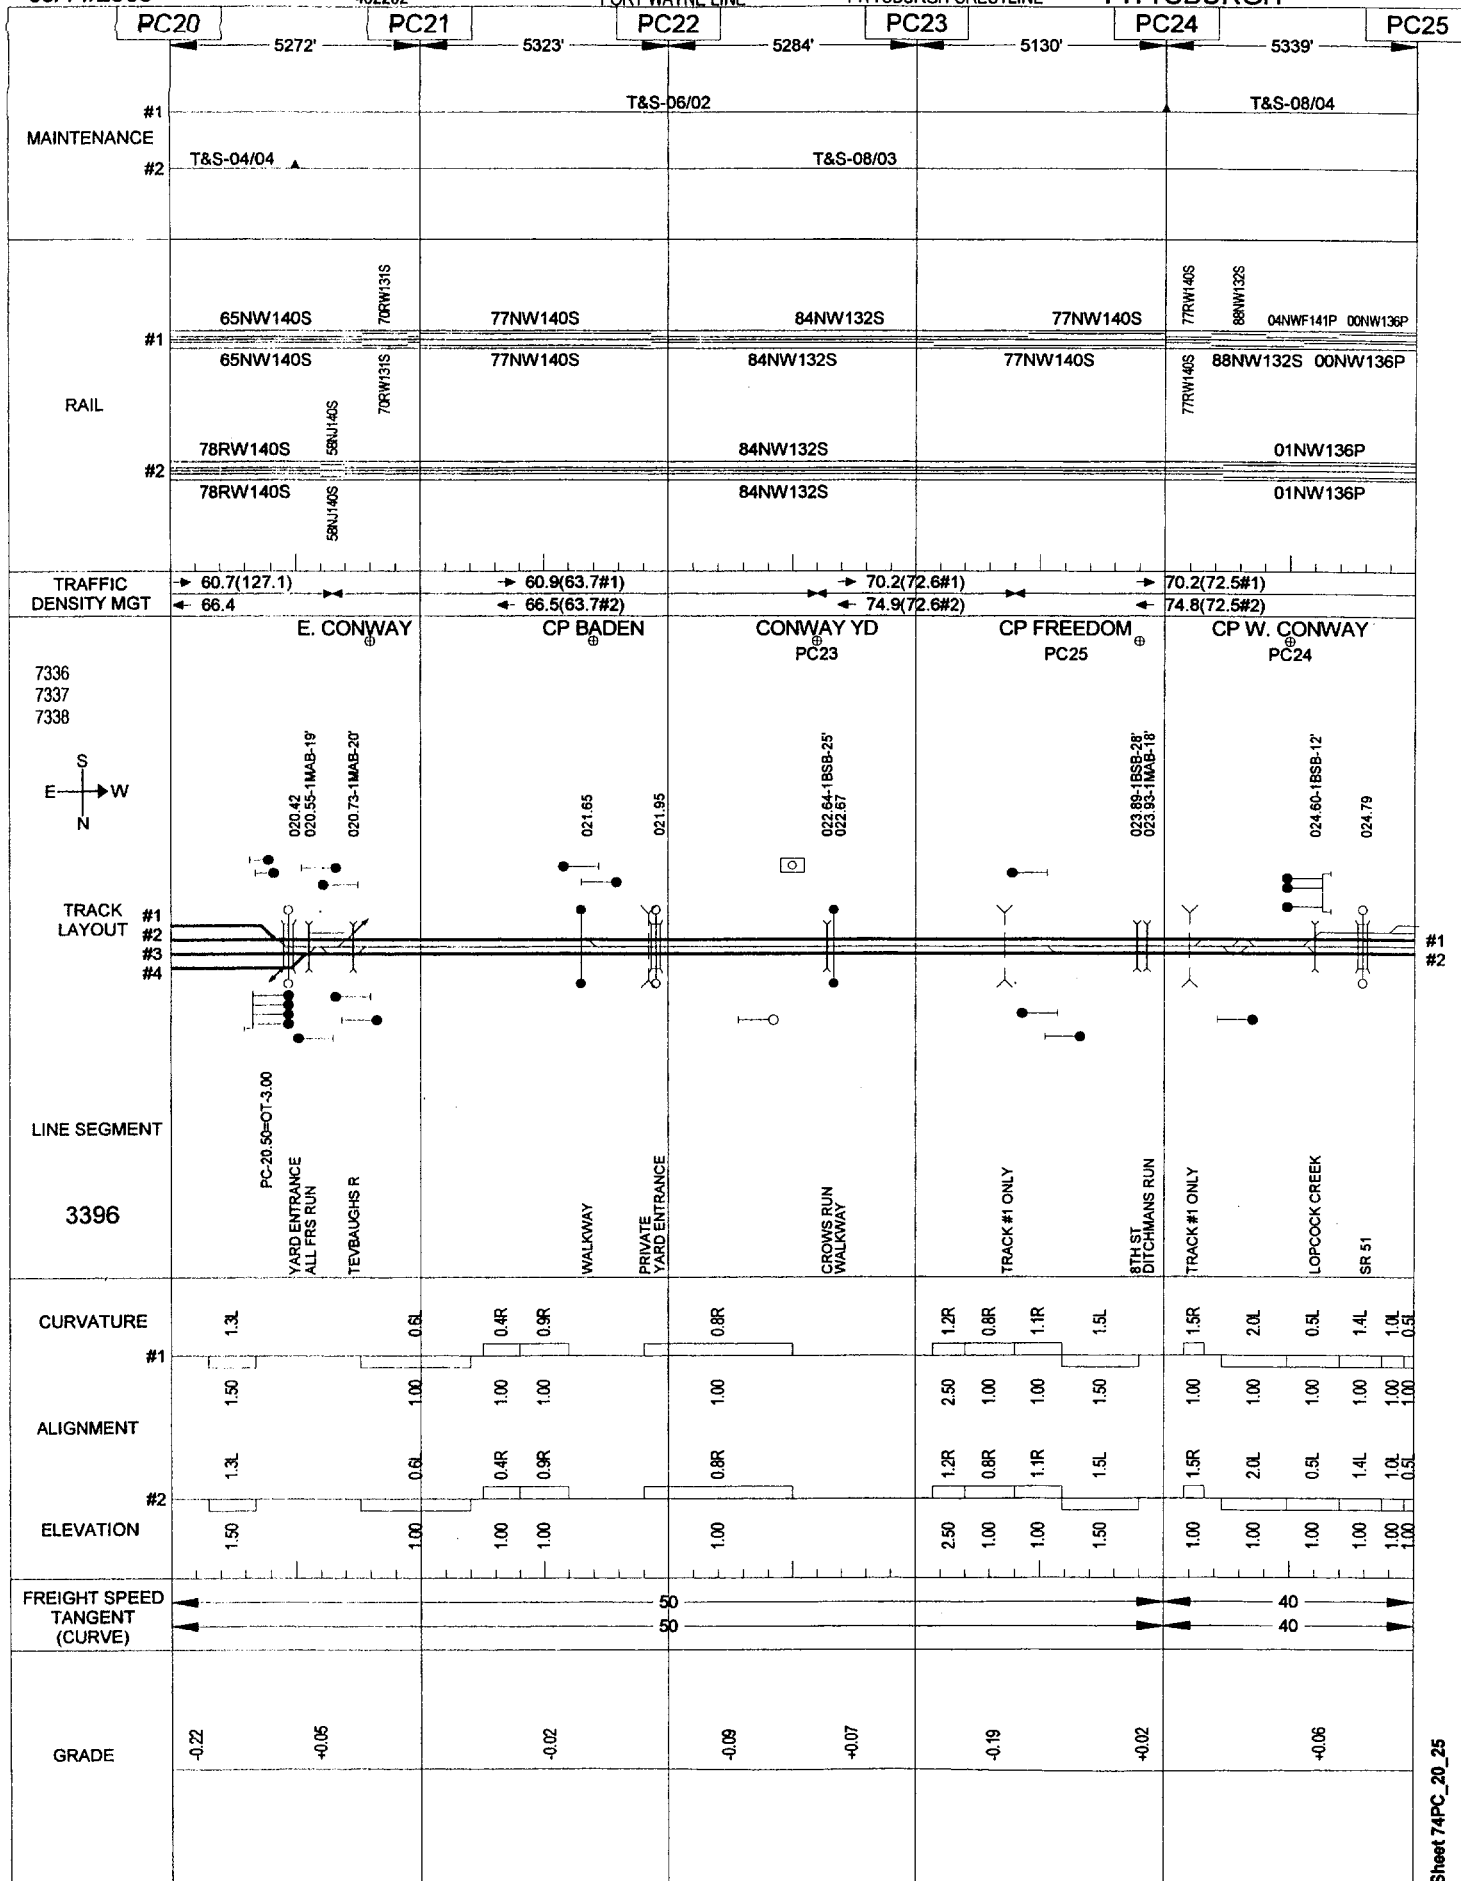 FORT WAYNE LINE PITTSBURGH
PC20 PC21 PC22 PC23 PC24 PC25
5272' 5323' 5284' 5130' 5339'
#1 T&S-06/02 T&S-08/04
MAINTENANCE
T&S-04/04 T&S-08/03
#2
70RW131S 77RW140S 88NW132S
65NW140S 77NW140S 84NW132S 77NW140S 04NWF141P 00NW136P
#1
65NW140S 77NW140S 84NW132S 77NW140S 88NW132S 00NW136P
70RW131S 77RW140S
RAIL
58NJ140S
78RW140S 84NW132S 01NW136P
#2
78RW140S 84NW132S 01NW136P
58NJ140S
TRAFFIC 60.7(127.1) 60.9(63.7#1) 70.2(72.6#1) 70.2(72.5#1)
DENSITY MGT 66.4 66.5(63.7#2) 74.9(72.6#2) 74.8(72.5#2)
E. CONWAY CP BADEN CONWAY YD CP FREEDOM CP W. CONWAY
PC23 PC25 PC24
7336
7337
7338
S
E W
N
020.42
020.55-1MAB-19'
020.73-1MAB-20'
021.65
021.95
022.64-1BSB-25'
022.67
023.89-1BSB-28'
023.93-1MAB-18'
024.60-1BSB-12'
024.79
TRACK #1
LAYOUT #2
#3
#4
#1
#2
PC-20.50=OT-3.00
LINE SEGMENT
3396
YARD ENTRANCE
ALL FRS RUN
TEVBAUGHS R
WALKWAY
PRIVATE
YARD ENTRANCE
CROWS RUN
WALKWAY
TRACK #1 ONLY
8TH ST
DITCHMANS RUN
TRACK #1 ONLY
LOPCOCK CREEK
SR 51
CURVATURE 1.3L 0.6L 0.4R 0.9R 0.8R 1.2R 0.8R 1.1R 1.5L 1.5R 2.0L 0.5L 1.4L 1.0L 0.5L
#1
1.50 1.00 1.00 1.00 1.00 2.50 1.00 1.00 1.50 1.00 1.00 1.00 1.00 1.00 1.00
ALIGNMENT
1.3L 0.6L 0.4R 0.9R 0.8R 1.2R 0.8R 1.1R 1.5L 1.5R 2.0L 0.5L 1.4L 1.0L 0.5L
#2
ELEVATION 1.50 1.00 1.00 1.00 1.00 2.50 1.00 1.00 1.50 1.00 1.00 1.00 1.00 1.00 1.00
FREIGHT SPEED 50 40
TANGENT
(CURVE) 50 40
GRADE -0.22 +0.05 -0.02 -0.09 +0.07 -0.19 +0.02 +0.06
Sheet 74PC_20_25